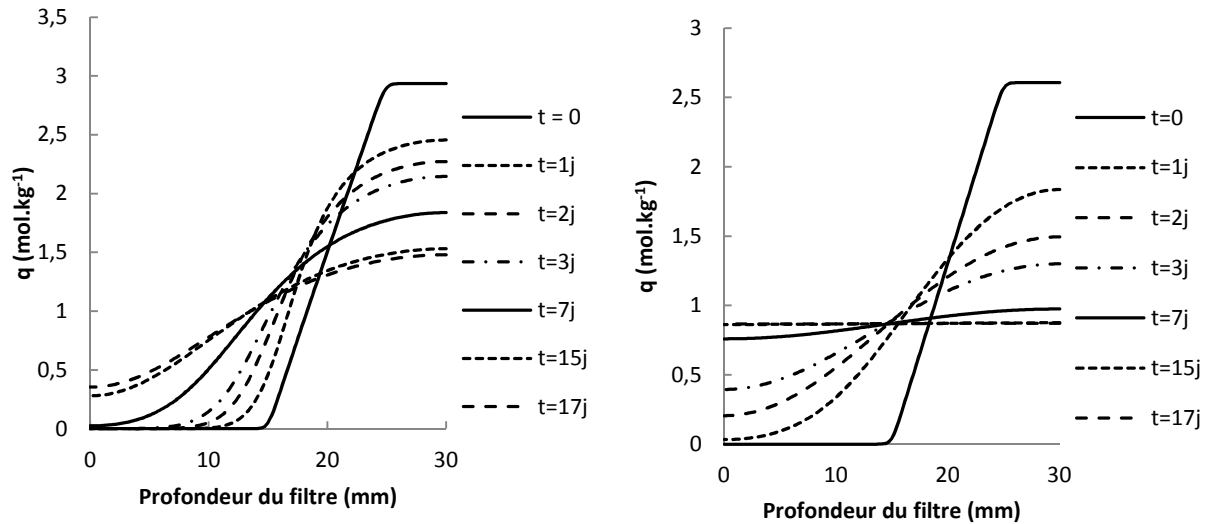 3,5
3
2,5
2
1,5
1
0,5
0
q (mol.kg⁻¹)
0
10
20
30
Profondeur du filtre (mm)
t = 0
t=1j
t=2j
t=3j
t=7j
t=15j
t=17j
3
2,5
2
1,5
1
0,5
0
q (mol.kg⁻¹)
0
10
20
30
Profondeur du filtre (mm)
t=0
t=1j
t=2j
t=3j
t=7j
t=15j
t=17j